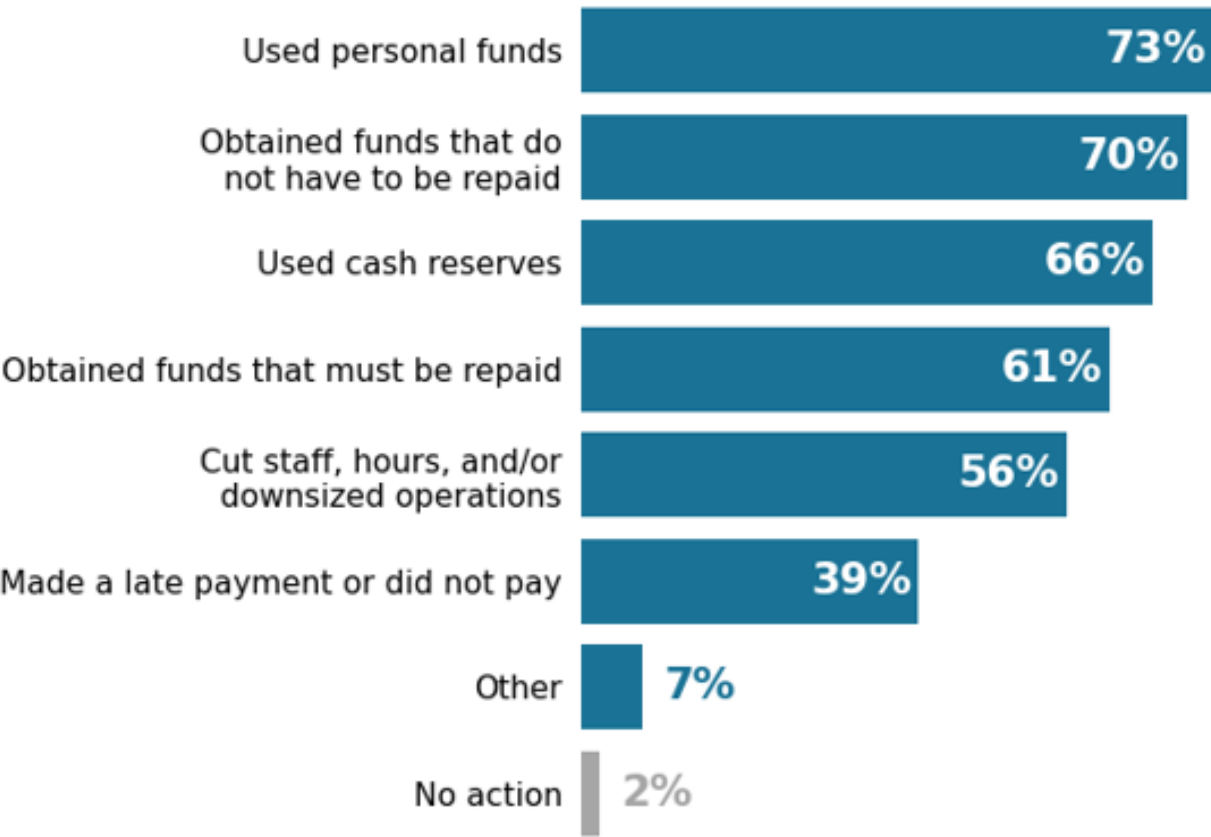 Used personal funds 73%
Obtained funds that do
not have to be repaid 70%
Used cash reserves 66%
Obtained funds that must be repaid 61%
Cut staff, hours, and/or
downsized operations 56%
Made a late payment or did not pay 39%
Other 7%
No action 2%